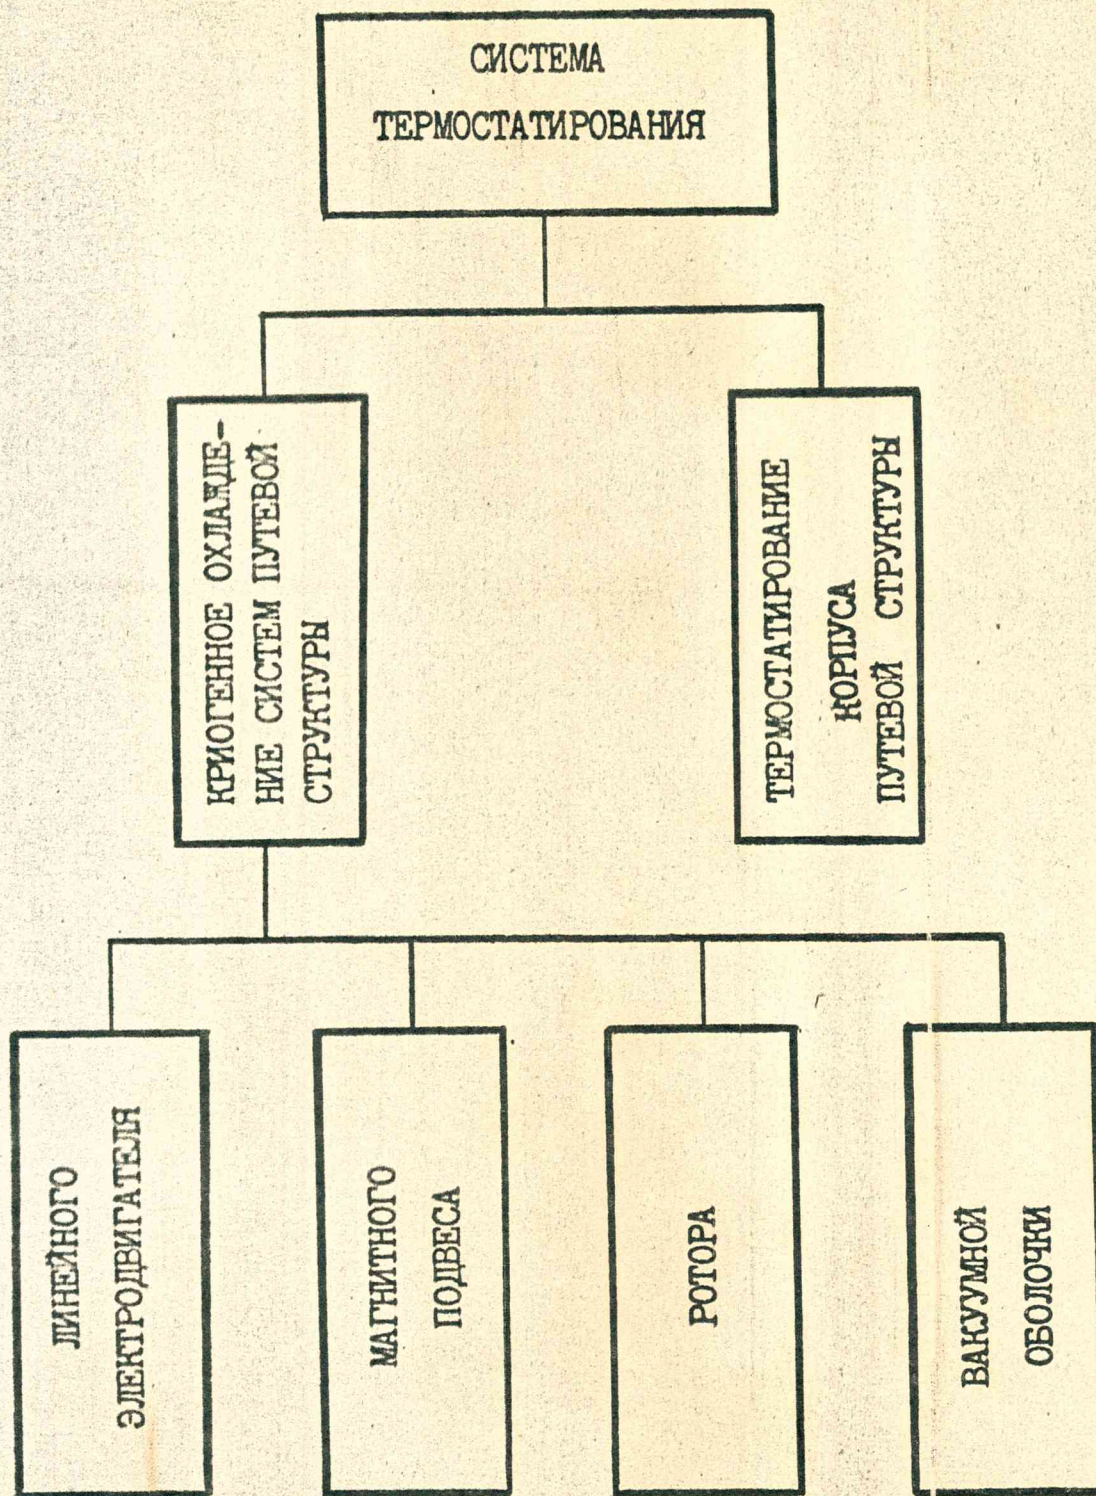 СИСТЕМА
ТЕРМОСТАТИРОВАНИЯ
КРИОГЕННОЕ ОХЛАЖДЕ-
НИЕ СИСТЕМ ПУТЕВОЙ
СТРУКТУРЫ
ТЕРМОСТАТИРОВАНИЕ
КОРПУСА
ПУТЕВОЙ СТРУКТУРЫ
ЛИНЕЙНОГО
ЭЛЕКТРОДВИГАТЕЛЯ
МАГНИТНОГО
ПОДВЕСА
РОТОРА
ВАКУУМНОЙ
ОБОЛОЧКИ